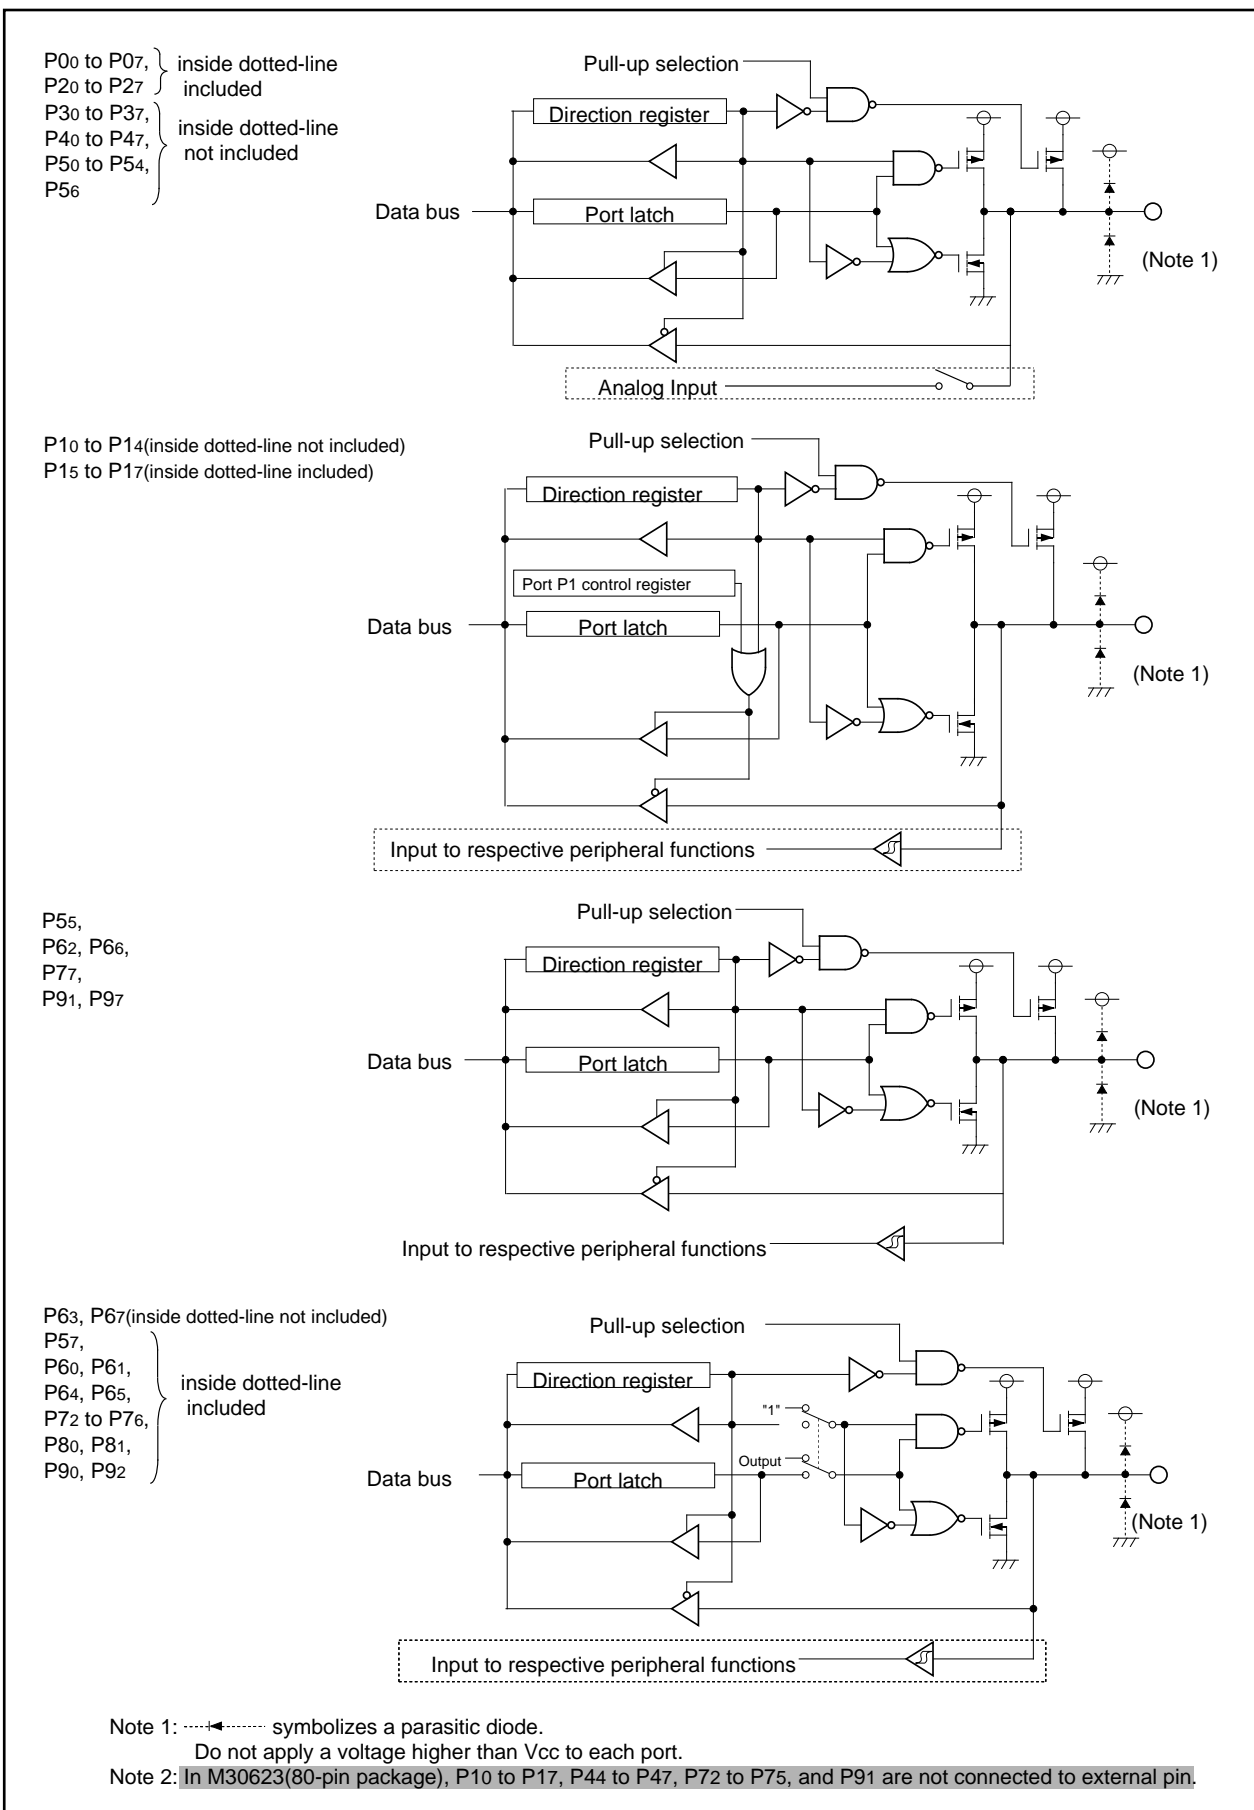 P00 to P07,
P20 to P27
inside dotted-line
included
P30 to P37,
P40 to P47,
P50 to P54,
P56
inside dotted-line
not included
Pull-up selection
Direction register
Data bus
Port latch
(Note 1)
Analog Input
P10 to P14(inside dotted-line not included)
P15 to P17(inside dotted-line included)
Pull-up selection
Direction register
Port P1 control register
Data bus
Port latch
(Note 1)
Input to respective peripheral functions
P55,
P62, P66,
P77,
P91, P97
Pull-up selection
Direction register
Data bus
Port latch
(Note 1)
Input to respective peripheral functions
P63, P67(inside dotted-line not included)
P57,
P60, P61,
P64, P65,
P72 to P76,
P80, P81,
P90, P92
inside dotted-line
included
Pull-up selection
Direction register
"1"
Output
Data bus
Port latch
(Note 1)
Input to respective peripheral functions
Note 1: symbolizes a parasitic diode.
Do not apply a voltage higher than Vcc to each port.
Note 2: In M30623(80-pin package), P10 to P17, P44 to P47, P72 to P75, and P91 are not connected to external pin.